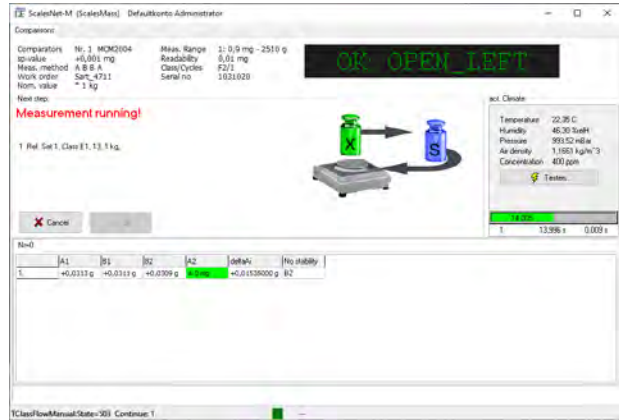 ScalesNet-M (ScalesMass) Defaultkonto Administrator
Comparisons
Comparators Nr. 1 MCM2004
sp.value +0,001 mg
Meas. method A B B A
Work order Sart_4711
Nom. value * 1 kg
Meas. Range 1: 0,9 mg - 2510 g
Readability 0,01 mg
Class/Cycles F2/1
Serial no 1031020
OK OPEN_LEFT
Next step:
Measurement running!
1 Ref. Set 1, Class E1, 13, 1 kg,
X
S
Cancel
act. Climate
Temperature 22,35 C
Humidity 46,30 %relH
Pressure 993,52 mBar
Air density 1,1663 kg/m^3
Concentration 400 ppm
Testen...
14,005
1 13,996 s 0,009 s
No=0
A1 B1 B2 A2 deltaAi No stability
1. +0,0333 g +0,0313 g +0,0309 g +0,01538000 g B2
TClassFlowManual:State=503 Continue: 1